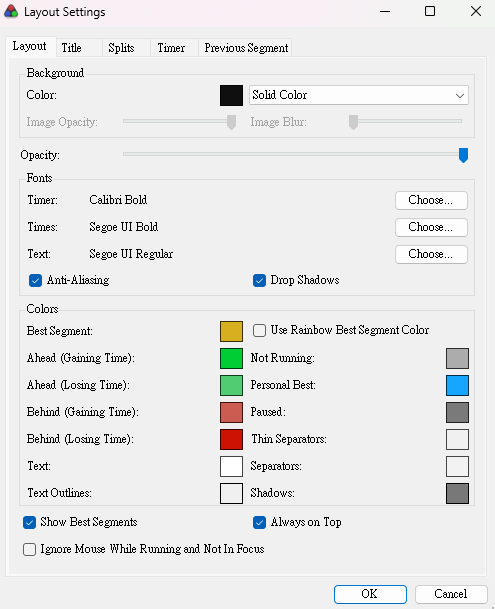 Layout Settings
Layout Title Splits Timer Previous Segment
Background
Color: Solid Color
Image Opacity: Image Blur:
Opacity:
Fonts
Timer: Calibri Bold Choose...
Times: Segoe UI Bold Choose...
Text: Segoe UI Regular Choose...
Anti-Aliasing Drop Shadows
Colors
Best Segment: Use Rainbow Best Segment Color
Ahead (Gaining Time): Not Running:
Ahead (Losing Time): Personal Best:
Behind (Gaining Time): Paused:
Behind (Losing Time): Thin Separators:
Text: Separators:
Text Outlines: Shadows:
Show Best Segments Always on Top
Ignore Mouse While Running and Not In Focus
OK Cancel